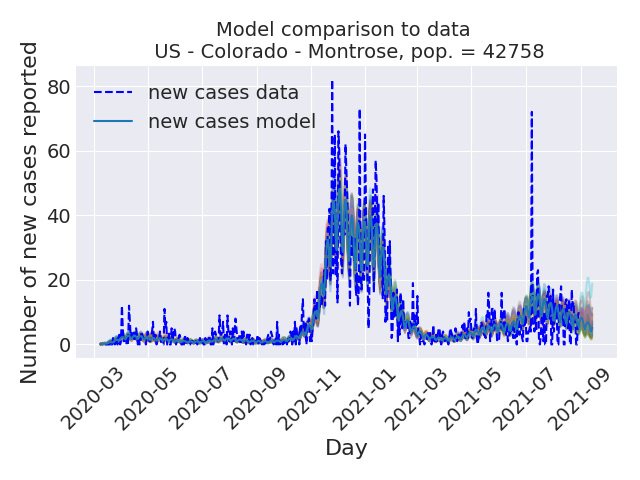 Model comparison to data
US - Colorado - Montrose, pop. = 42758
new cases data
new cases model
Number of new cases reported
80
60
40
20
0
2020-03
2020-05
2020-07
2020-09
2020-11
2021-01
2021-03
2021-05
2021-07
2021-09
Day